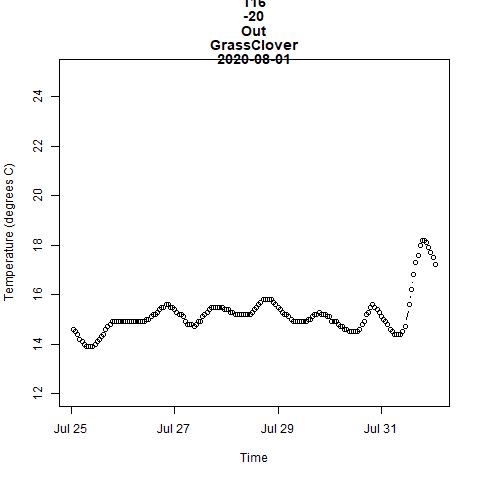 T16
-20
Out
GrassClover
2020-08-01
24
22
20
18
16
14
12
Temperature (degrees C)
Jul 25 Jul 27 Jul 29 Jul 31
Time